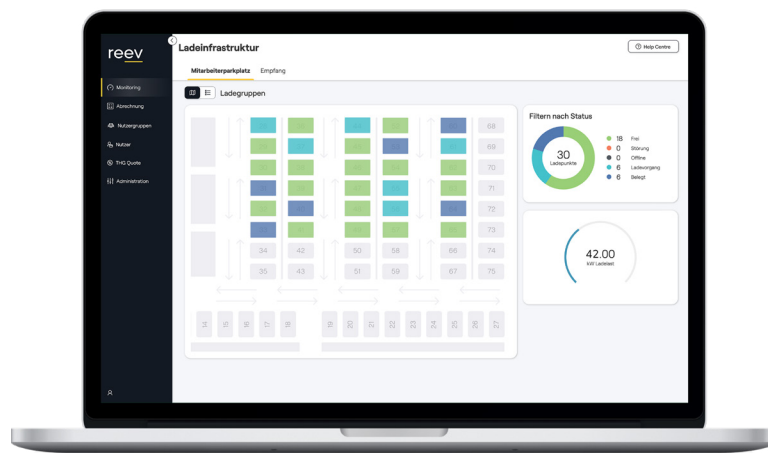 reev
Ladeinfrastruktur
Help Centre
Mitarbeiterparkplatz Empfang
Monitoring
Abrechnung
Nutzergruppen
Nutzer
THG Quote
Administration
Ladegruppen
68
69
70
71
72
73
34 42 50 58 66 74
35 43 51 59 67 75
14 15 16 17 18 19 20 21 22 23 24 25 26 27
Filtern nach Status
30
Ladepunkte
18 Frei
0 Störung
0 Offline
6 Ladevorgang
6 Belegt
42.00
kW Ladelast